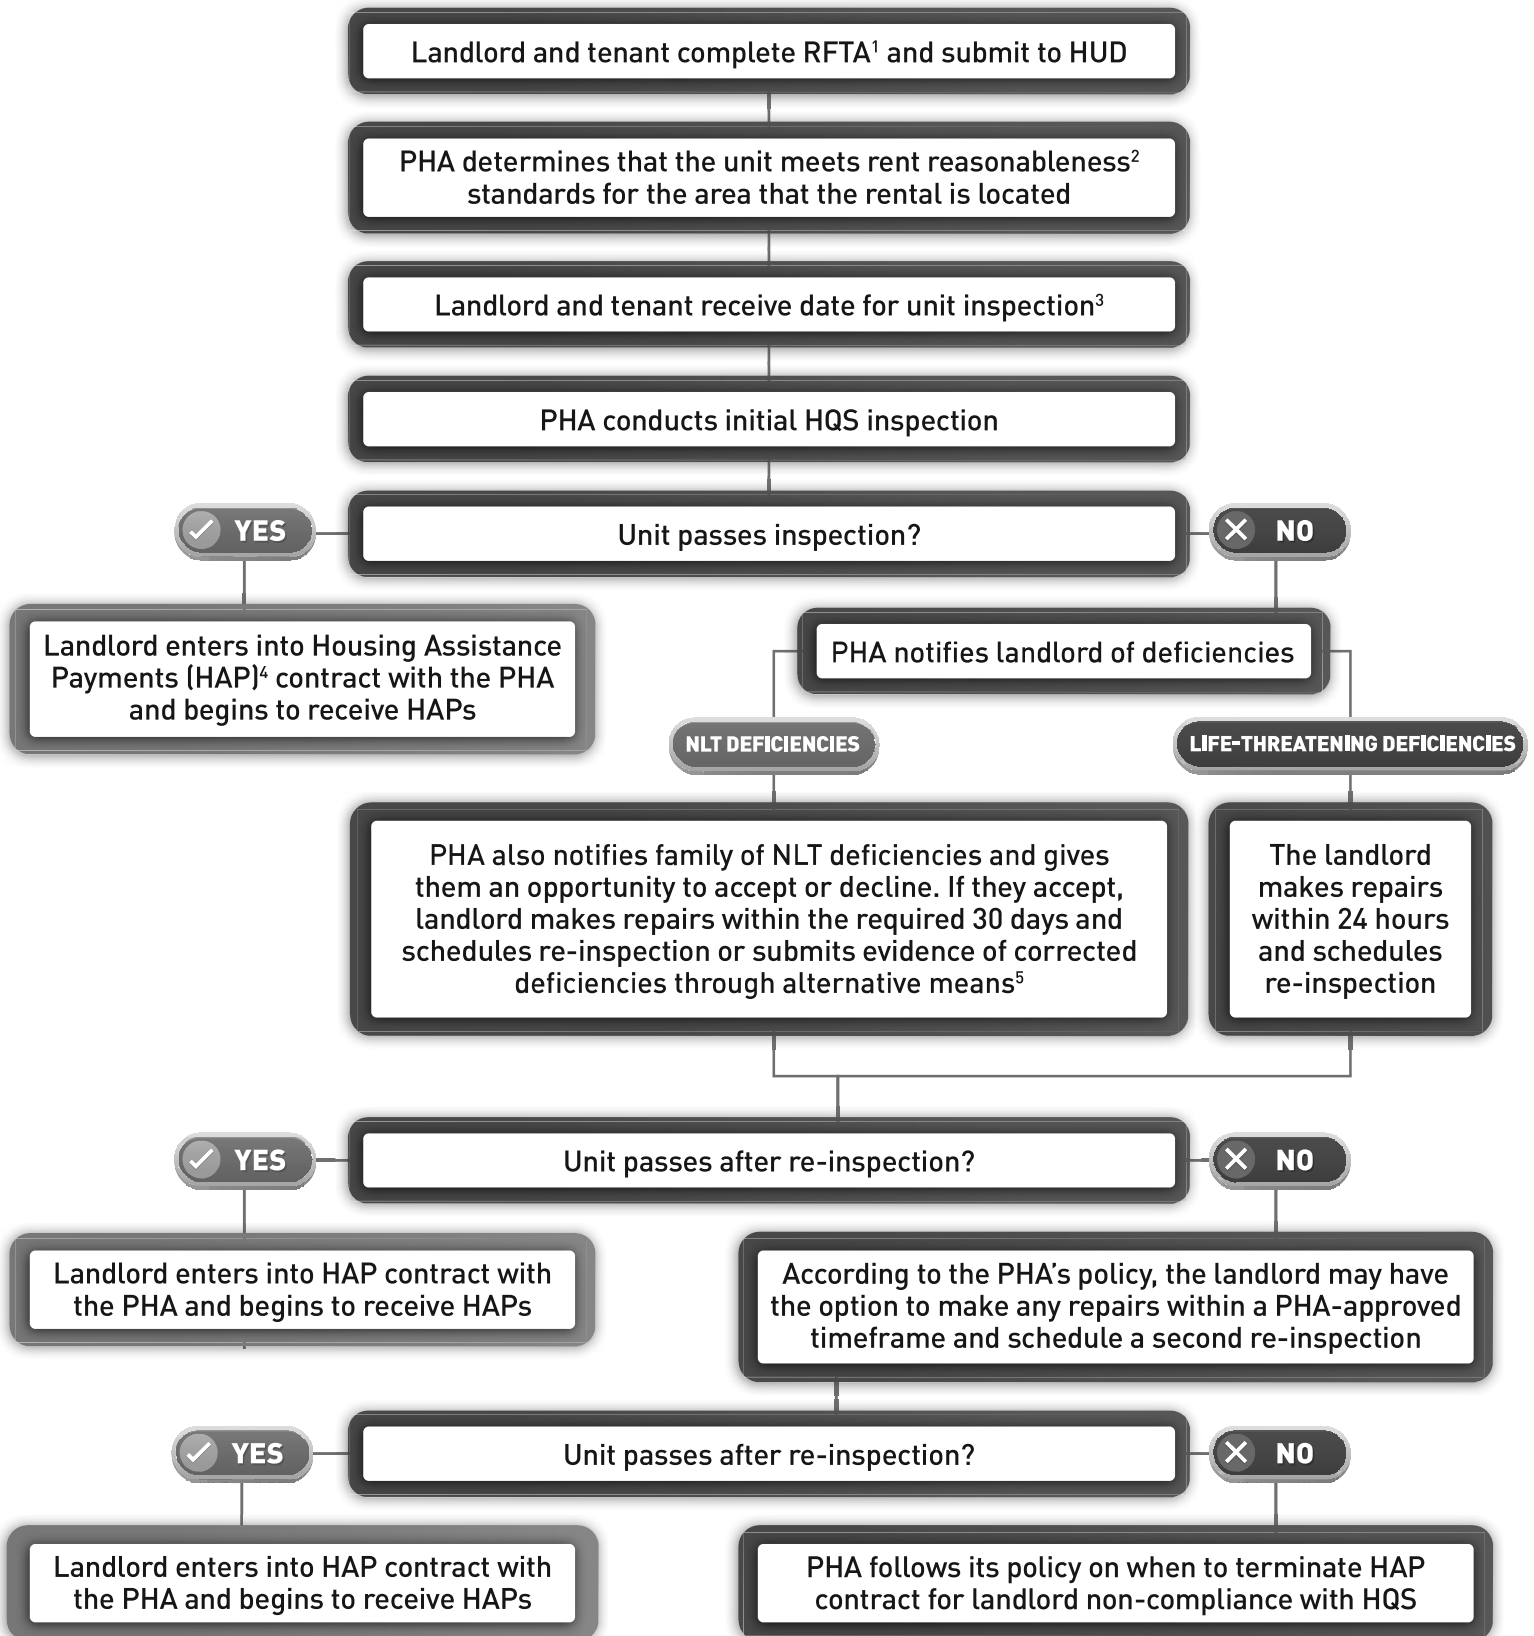 Landlord and tenant complete RFTA¹ and submit to HUD
PHA determines that the unit meets rent reasonableness²
standards for the area that the rental is located
Landlord and tenant receive date for unit inspection³
PHA conducts initial HQS inspection
YES
Unit passes inspection?
NO
Landlord enters into Housing Assistance
Payments (HAP)⁴ contract with the PHA
and begins to receive HAPs
PHA notifies landlord of deficiencies
NLT DEFICIENCIES
LIFE-THREATENING DEFICIENCIES
PHA also notifies family of NLT deficiencies and gives
them an opportunity to accept or decline. If they accept,
landlord makes repairs within the required 30 days and
schedules re-inspection or submits evidence of corrected
deficiencies through alternative means⁵
The landlord
makes repairs
within 24 hours
and schedules
re-inspection
YES
Unit passes after re-inspection?
NO
Landlord enters into HAP contract with
the PHA and begins to receive HAPs
According to the PHA’s policy, the landlord may have
the option to make any repairs within a PHA-approved
timeframe and schedule a second re-inspection
YES
Unit passes after re-inspection?
NO
Landlord enters into HAP contract with
the PHA and begins to receive HAPs
PHA follows its policy on when to terminate HAP
contract for landlord non-compliance with HQS